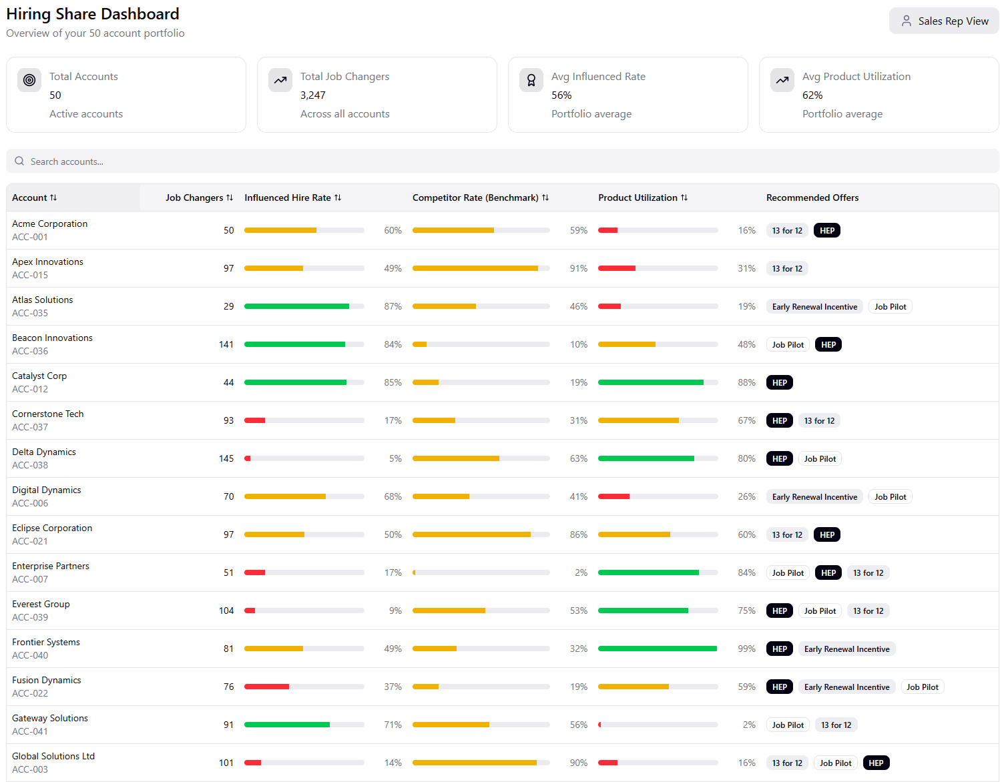 Hiring Share Dashboard
Overview of your 50 account portfolio
Sales Rep View
Total Accounts
50
Active accounts
Total Job Changers
3,247
Across all accounts
Avg Influenced Rate
56%
Portfolio average
Avg Product Utilization
62%
Portfolio average
Search accounts...
Account Job Changers Influenced Hire Rate Competitor Rate (Benchmark) Product Utilization Recommended Offers
Acme Corporation
ACC-001
50 60% 59% 16% 13 for 12 HEP
Apex Innovations
ACC-015
97 49% 91% 31% 13 for 12
Atlas Solutions
ACC-035
29 87% 46% 19% Early Renewal Incentive Job Pilot
Beacon Innovations
ACC-036
141 84% 10% 48% Job Pilot HEP
Catalyst Corp
ACC-012
44 85% 19% 88% HEP
Cornerstone Tech
ACC-037
93 17% 31% 67% HEP 13 for 12
Delta Dynamics
ACC-038
145 5% 63% 80% HEP Job Pilot
Digital Dynamics
ACC-006
70 68% 41% 26% Early Renewal Incentive Job Pilot
Eclipse Corporation
ACC-021
97 50% 86% 60% 13 for 12 HEP
Enterprise Partners
ACC-007
51 17% 2% 84% Job Pilot HEP 13 for 12
Everest Group
ACC-039
104 9% 53% 75% HEP Job Pilot 13 for 12
Frontier Systems
ACC-040
81 49% 32% 99% HEP Early Renewal Incentive
Fusion Dynamics
ACC-022
76 37% 19% 59% HEP Early Renewal Incentive Job Pilot
Gateway Solutions
ACC-041
91 71% 56% 2% Job Pilot 13 for 12
Global Solutions Ltd
ACC-003
101 14% 90% 16% 13 for 12 Job Pilot HEP